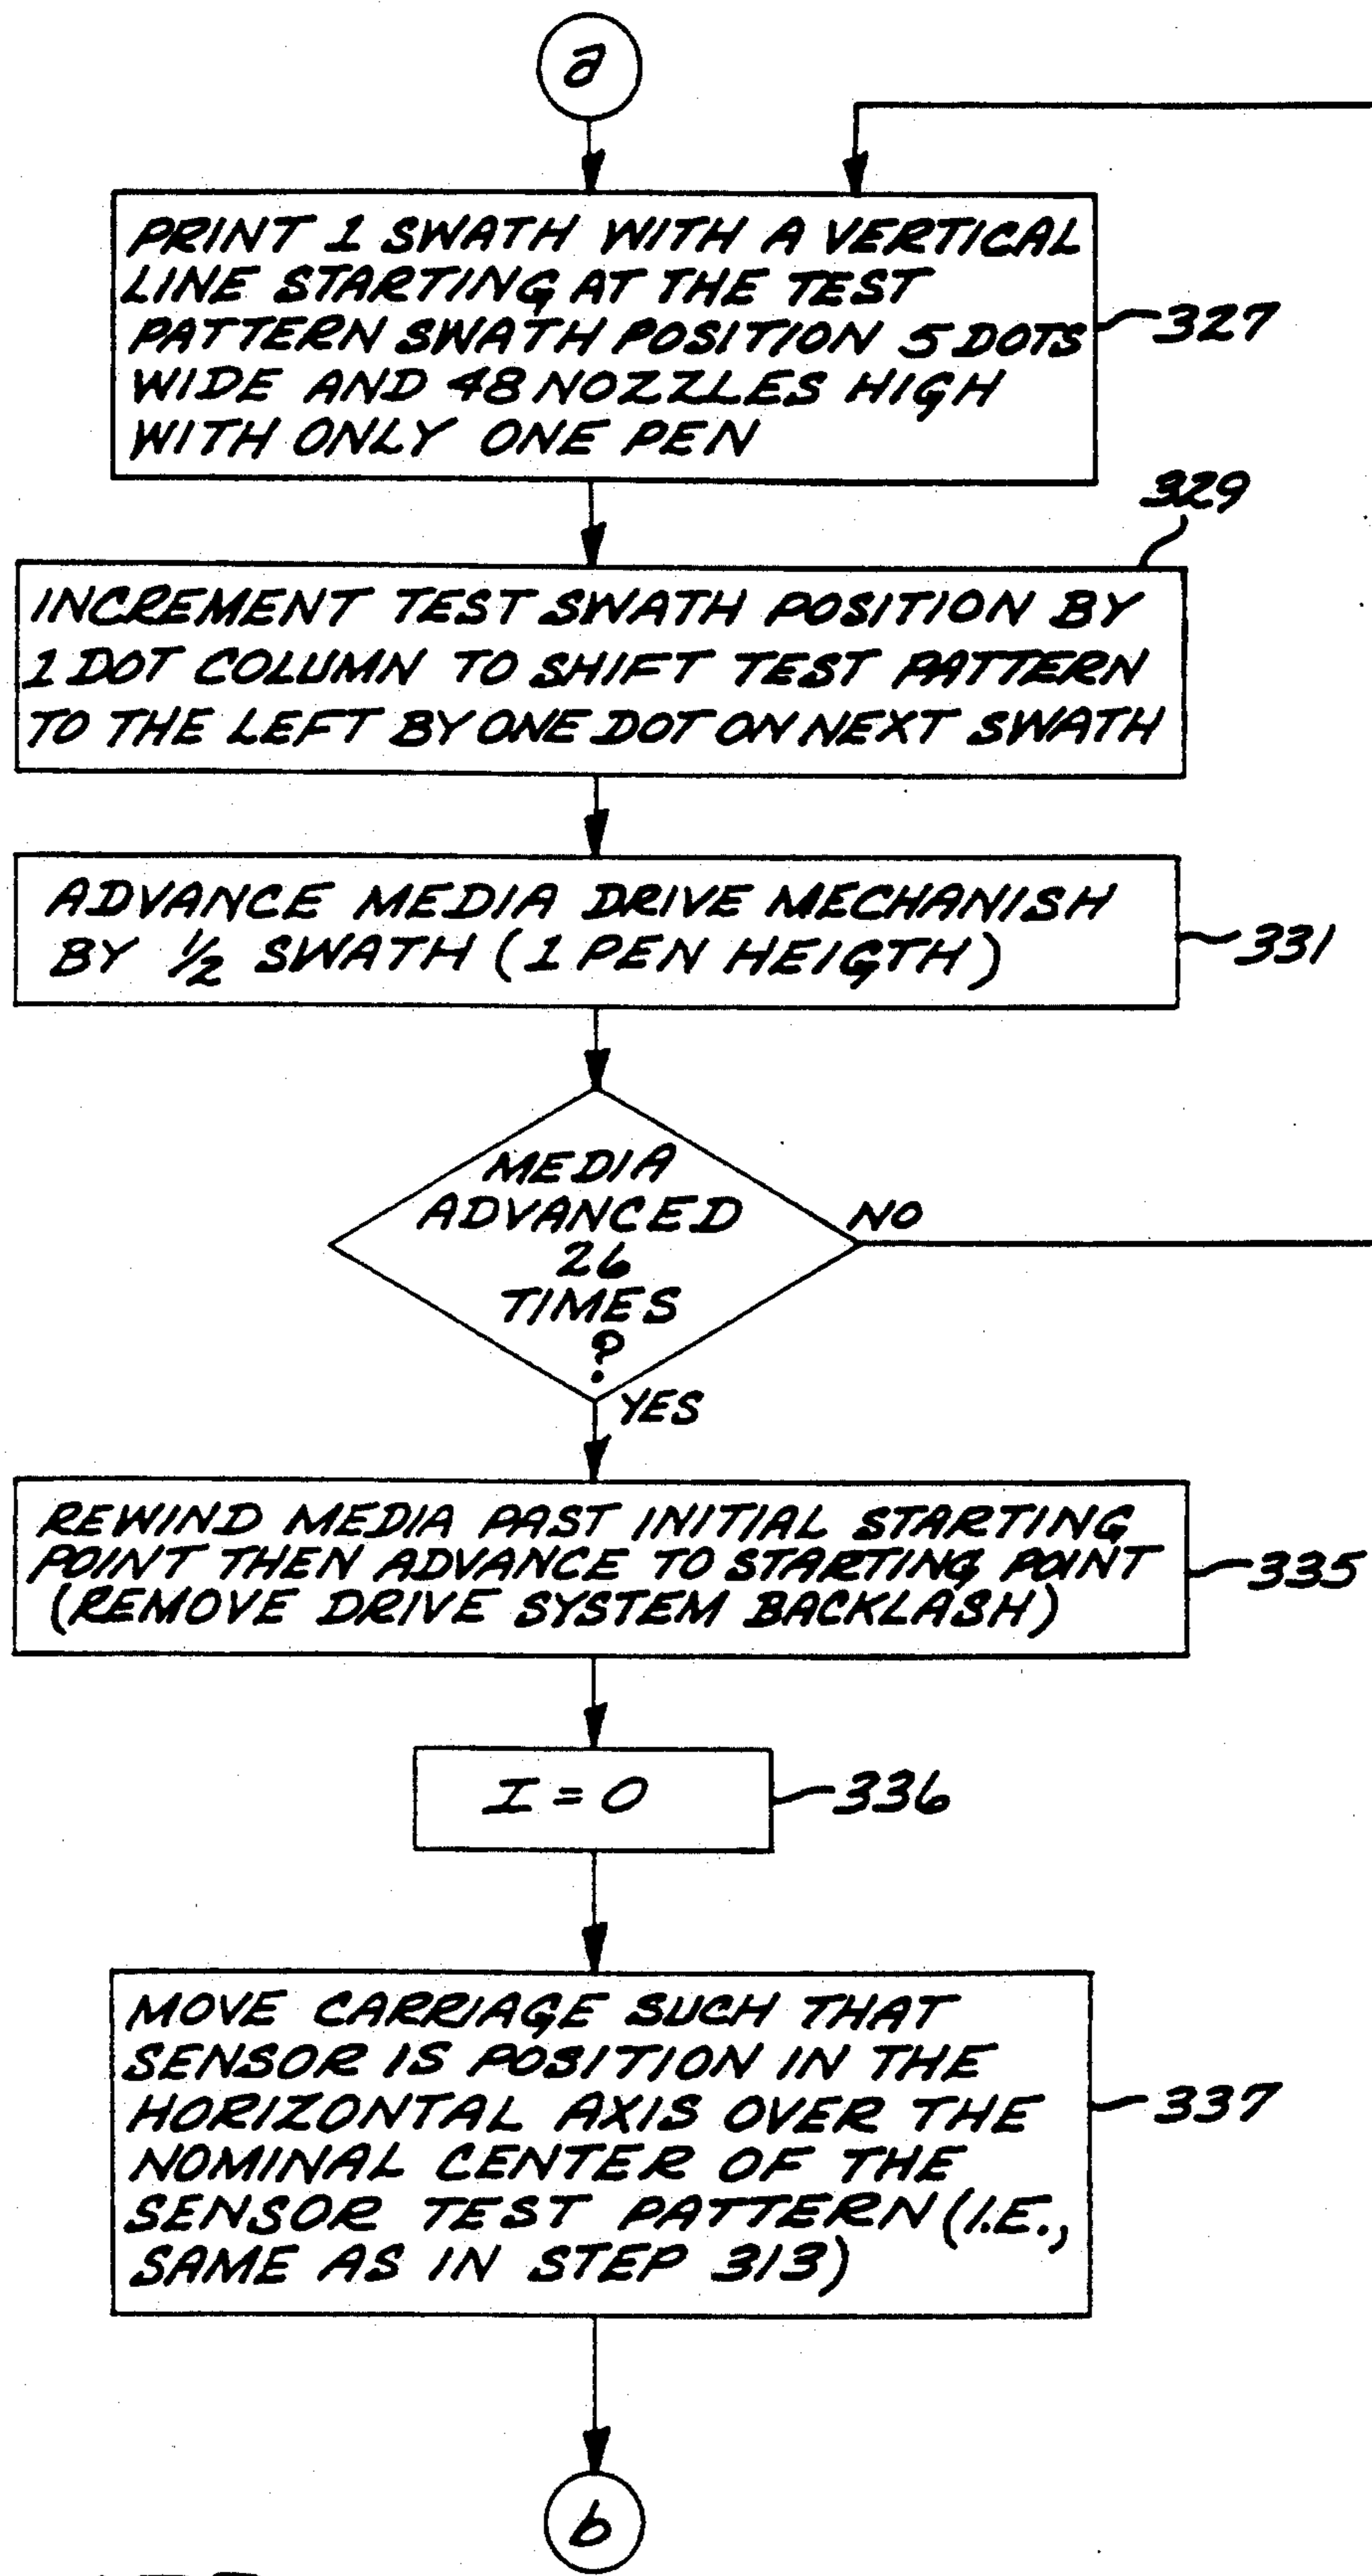 a
PRINT 1 SWATH WITH A VERTICAL
LINE STARTING AT THE TEST
PATTERN SWATH POSITION 5 DOTS
WIDE AND 48 NOZZLES HIGH
WITH ONLY ONE PEN
327
329
INCREMENT TEST SWATH POSITION BY
1 DOT COLUMN TO SHIFT TEST PATTERN
TO THE LEFT BY ONE DOT ON NEXT SWATH
ADVANCE MEDIA DRIVE MECHANISH
BY 1/2 SWATH (1 PEN HEIGTH)
331
MEDIA
ADVANCED
26
TIMES
?
NO
YES
REWIND MEDIA PAST INITIAL STARTING
POINT THEN ADVANCE TO STARTING POINT
(REMOVE DRIVE SYSTEM BACKLASH)
335
I = 0
336
MOVE CARRIAGE SUCH THAT
SENSOR IS POSITION IN THE
HORIZONTAL AXIS OVER THE
NOMINAL CENTER OF THE
SENSOR TEST PATTERN (I.E.,
SAME AS IN STEP 313)
337
b